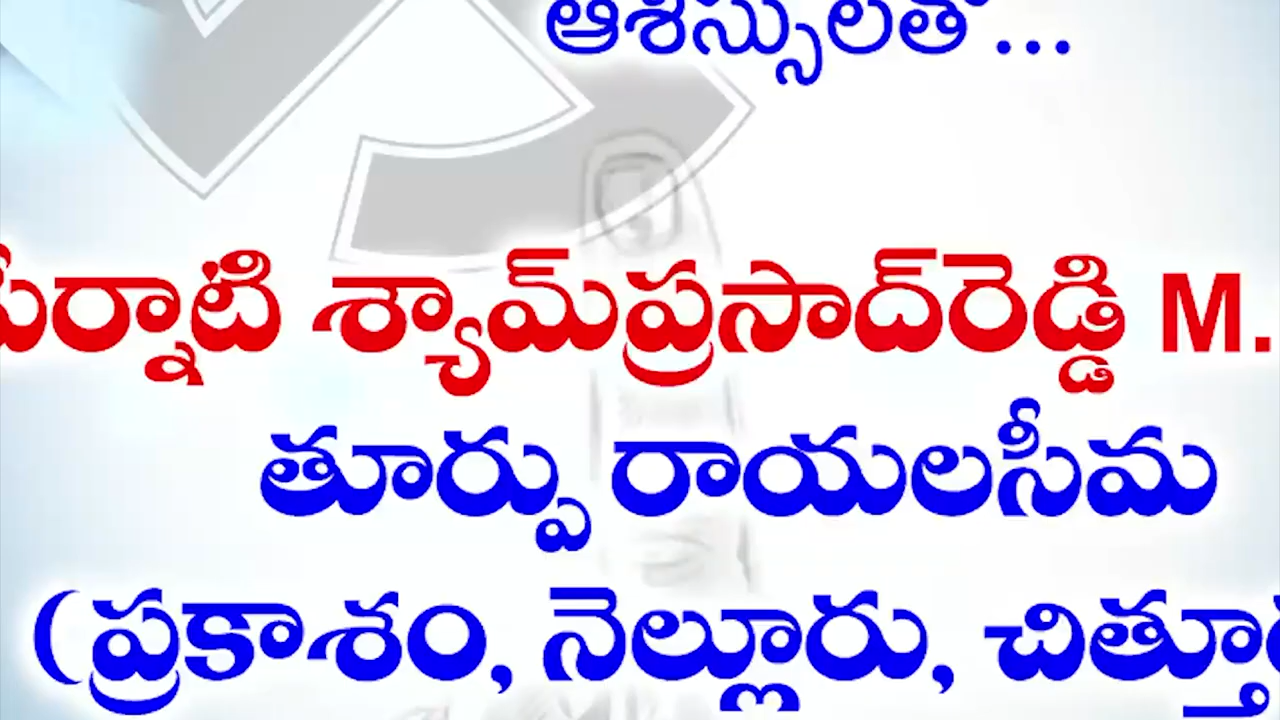 ఆశీస్సులతో...
పేర్నాటి శ్యామ్‌ప్రసాద్‌రెడ్డి M.
తూర్పు రాయలసీమ
(ప్రకాశం, నెల్లూరు,